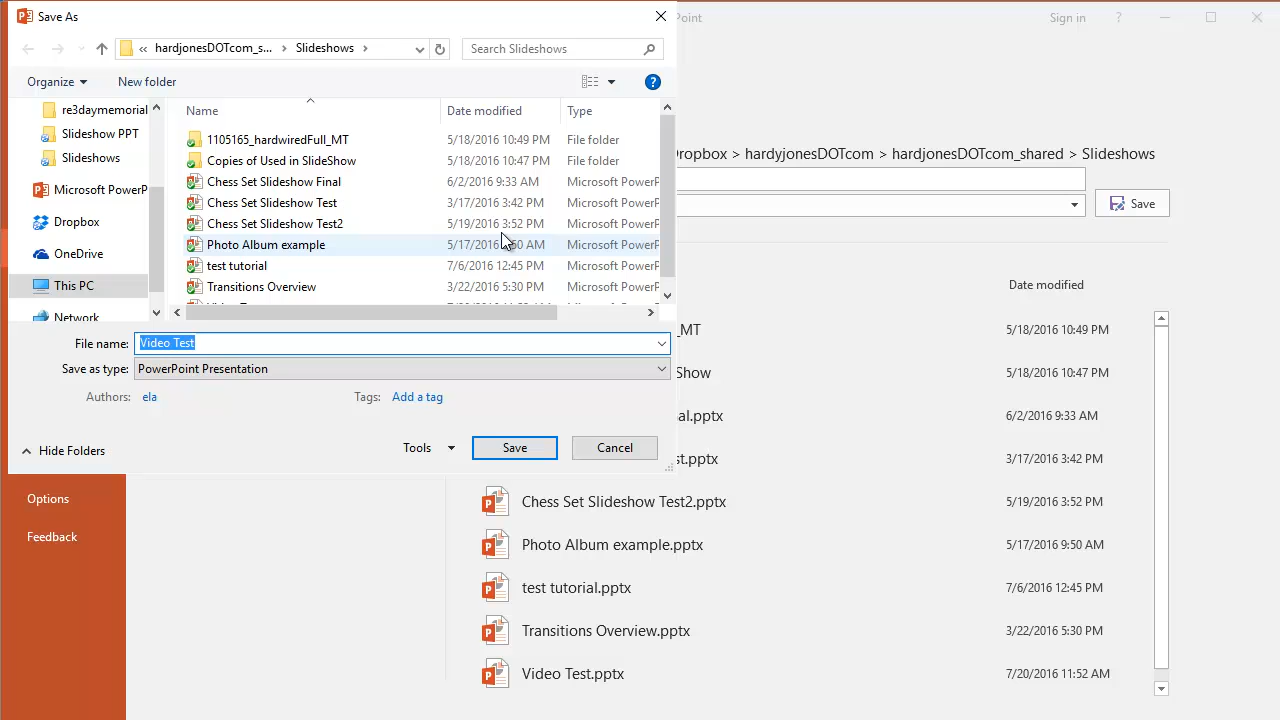 Save As
Point
Sign in
?
« hardjonesDOTcom_s... > Slideshows >
Search Slideshows
Organize
New folder
?
re3daymemorial
Slideshow PPT
Slideshows
Microsoft PowerP
Dropbox
OneDrive
This PC
Network
Name Date modified Type
1105165_hardwiredFull_MT 5/18/2016 10:49 PM File folder
Copies of Used in SlideShow 5/18/2016 10:47 PM File folder
Chess Set Slideshow Final 6/2/2016 9:33 AM Microsoft PowerP
Chess Set Slideshow Test 3/17/2016 3:42 PM Microsoft PowerP
Chess Set Slideshow Test2 5/19/2016 3:52 PM Microsoft PowerP
Photo Album example 5/17/2016 AM Microsoft PowerP
test tutorial 7/6/2016 12:45 PM Microsoft PowerP
Transitions Overview 3/22/2016 5:30 PM Microsoft PowerP
File name: Video Test
Save as type: PowerPoint Presentation
Authors: ela
Tags: Add a tag
Hide Folders
Tools
Save
Cancel
Options
Feedback
Dropbox > hardyjonesDOTcom > hardjonesDOTcom_shared > Slideshows
Save
Date modified
_MT 5/18/2016 10:49 PM
Show 5/18/2016 10:47 PM
al.pptx 6/2/2016 9:33 AM
st.pptx 3/17/2016 3:42 PM
Chess Set Slideshow Test2.pptx 5/19/2016 3:52 PM
Photo Album example.pptx 5/17/2016 9:50 AM
test tutorial.pptx 7/6/2016 12:45 PM
Transitions Overview.pptx 3/22/2016 5:30 PM
Video Test.pptx 7/20/2016 11:52 AM